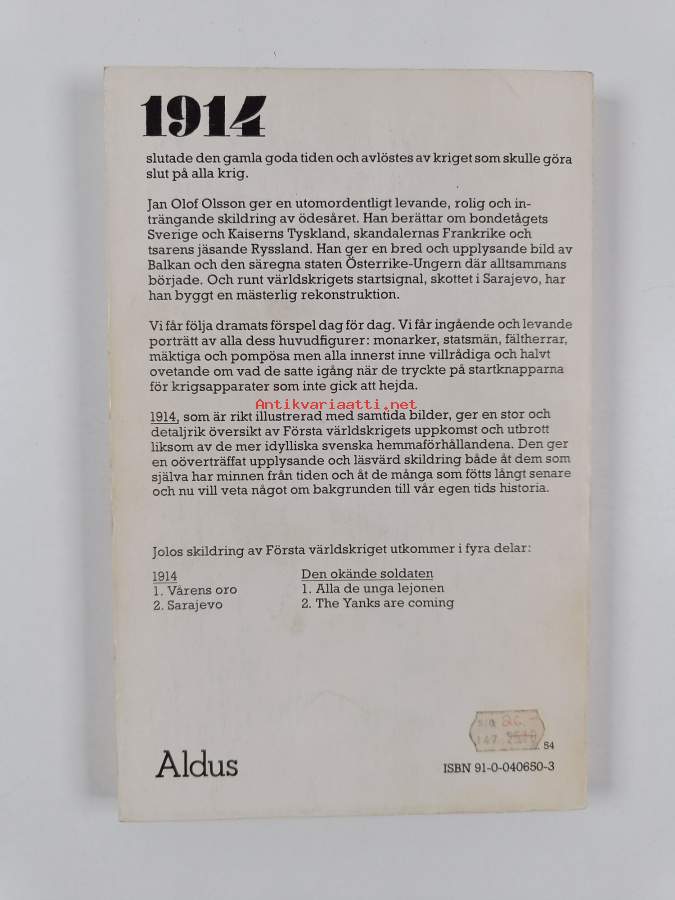 1914
slutade den gamla goda tiden och avlöstes av kriget som skulle göra
slut på alla krig.
Jan Olof Olsson ger en utomordentligt levande, rolig och in-
trängande skildring av ödesåret. Han berättar om bondetågets
Sverige och Kaiserns Tyskland, skandalernas Frankrike och
tsarens jäsande Ryssland. Han ger en bred och upplysande bild av
Balkan och den säregna staten Österrike-Ungern där alltsammans
började. Och runt världskrigets startsignal, skottet i Sarajevo, har
han byggt en mästerlig rekonstruktion.
Vi får följa dramats förspel dag för dag. Vi får ingående och levande
porträtt av alla dess huvudfigurer: monarker, statsmän, fältherrar,
mäktiga och pompösa men alla innerst inne villrådiga och halvt
ovetande om vad de satte igång när de tryckte på startknapparna
för krigsapparater som inte gick att hejda.
Antikvariaatti.net
1914, som är rikt illustrerad med samtida bilder, ger en stor och
detaljrik översikt av Första världskrigets uppkomst och utbrott
liksom av de mer idylliska svenska hemmaförhållandena. Den ger
en oöverträffat upplysande och läsvärd skildring både åt dem som
själva har minnen från tiden och åt de många som fötts långt senare
och nu vill veta något om bakgrunden till vår egen tids historia.
Jolos skildring av Första världskriget utkommer i fyra delar:
1914 Den okände soldaten
1. Vårens oro 1. Alla de unga lejonen
2. Sarajevo 2. The Yanks are coming
147
54
Aldus ISBN 91-0-040650-3